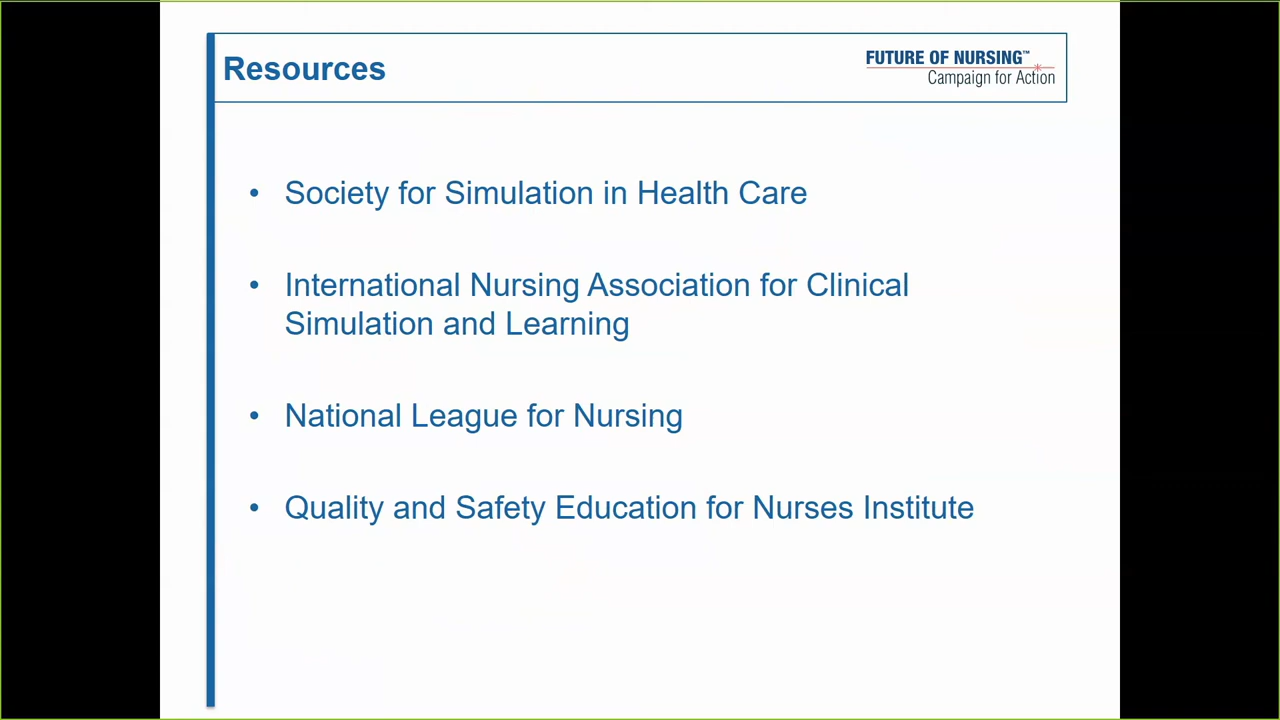 Resources
FUTURE OF NURSING™
Campaign for Action
• Society for Simulation in Health Care
• International Nursing Association for Clinical
Simulation and Learning
• National League for Nursing
• Quality and Safety Education for Nurses Institute